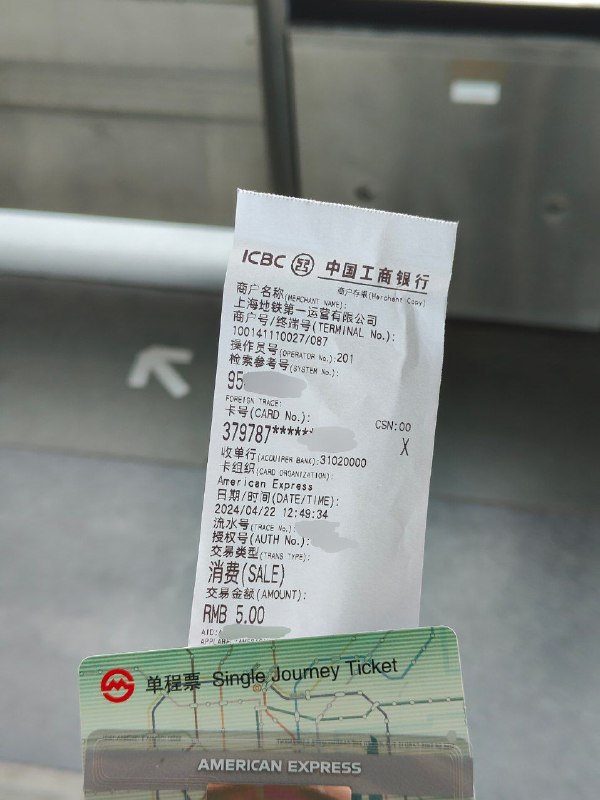 ICBC 中国工商银行
商户存根(Merchant Copy)
商户名称(MERCHANT NAME):
上海地铁第一运营有限公司
商户号/终端号(TERMINAL No.):
100141110027/087
操作员号(OPERATOR No.):201
检索参考号(SYSTEM No.):
95
FOREIGN TRACE:
卡号(CARD No.): CSN:00
379787****** X
收单行(ACQUIRER BANK):31020000
卡组织(CARD ORGANIZATION):
American Express
日期/时间(DATE/TIME):
2024/04/22 12:49:34
流水号(TRACE No.):
授权号(AUTH No.):
交易类型(TRANS TYPE):
消费(SALE)
交易金额(AMOUNT):
RMB 5.00
AID:
单程票 Single Journey Ticket
AMERICAN EXPRESS